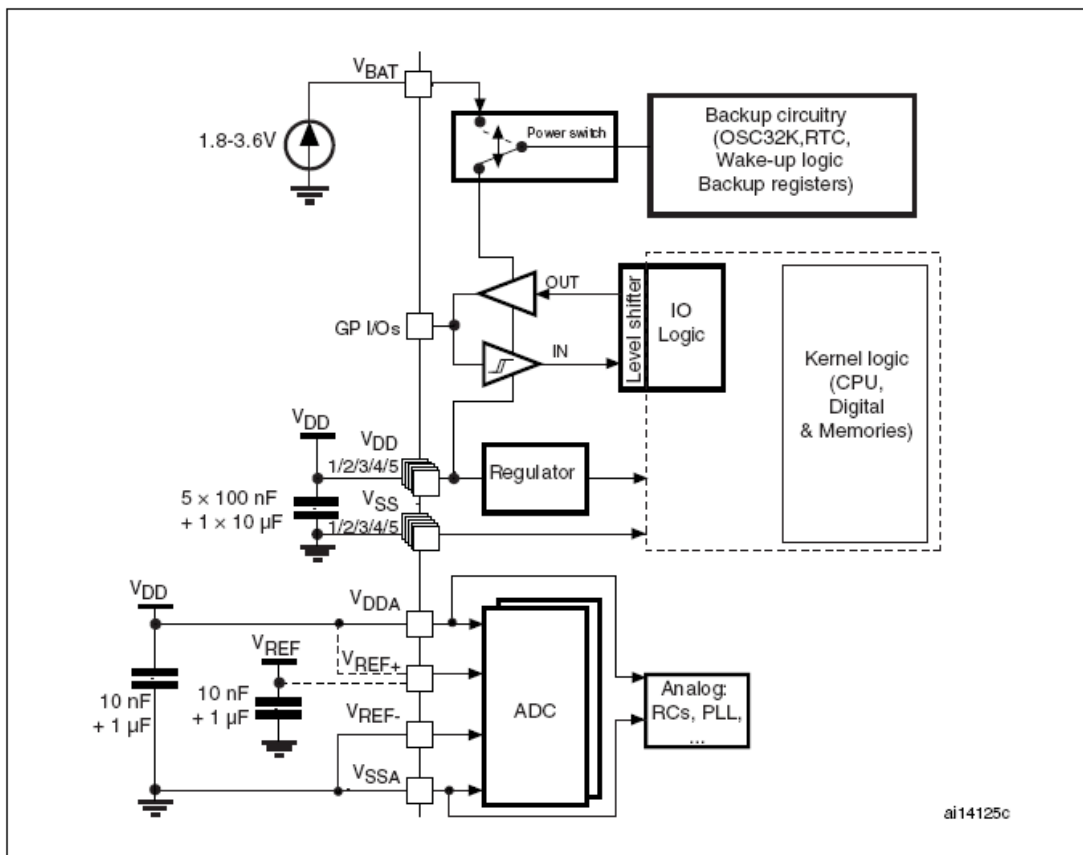 VBAT
1.8-3.6V
Power switch
Backup circuitry
(OSC32K,RTC,
Wake-up logic
Backup registers)
OUT
GP I/Os
IN
Level shifter
IO
Logic
Kernel logic
(CPU,
Digital
& Memories)
VDD
VDD
1/2/3/4/5
Regulator
5 × 100 nF
+ 1 × 10 µF
VSS
1/2/3/4/5
VDD
VDDA
VREF
VREF+
10 nF
+ 1 µF
10 nF
+ 1 µF
VREF-
ADC
Analog:
RCs, PLL,
...
VSSA
ai14125c